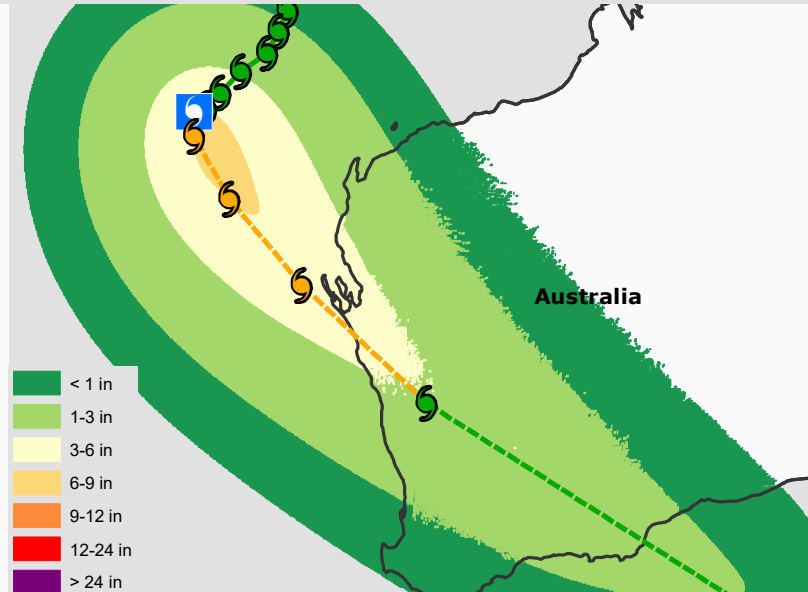 Australia
< 1 in
1-3 in
3-6 in
6-9 in
9-12 in
12-24 in
> 24 in